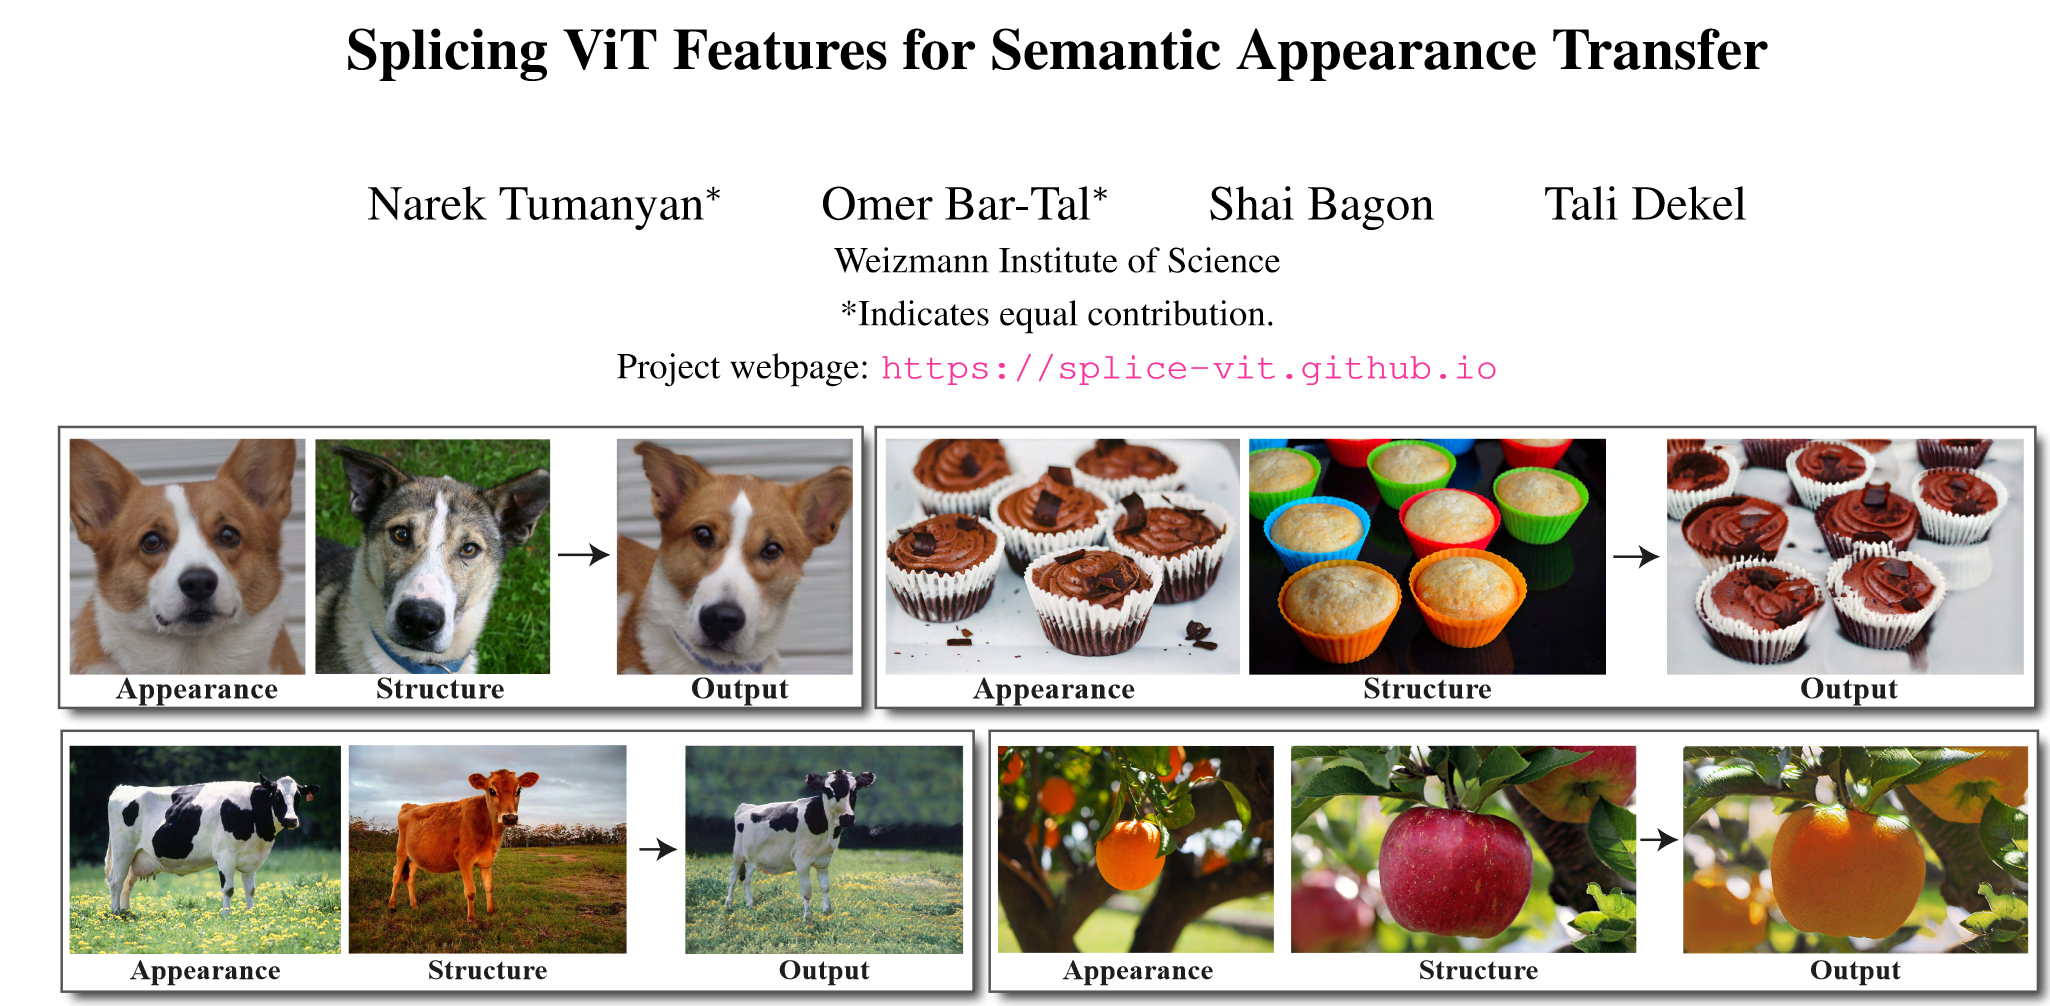 Splicing ViT Features for Semantic Appearance Transfer
Narek Tumanyan* Omer Bar-Tal* Shai Bagon Tali Dekel
Weizmann Institute of Science
*Indicates equal contribution.
Project webpage: https://splice-vit.github.io
Appearance Structure Output Appearance Structure Output
Appearance Structure Output Appearance Structure Output